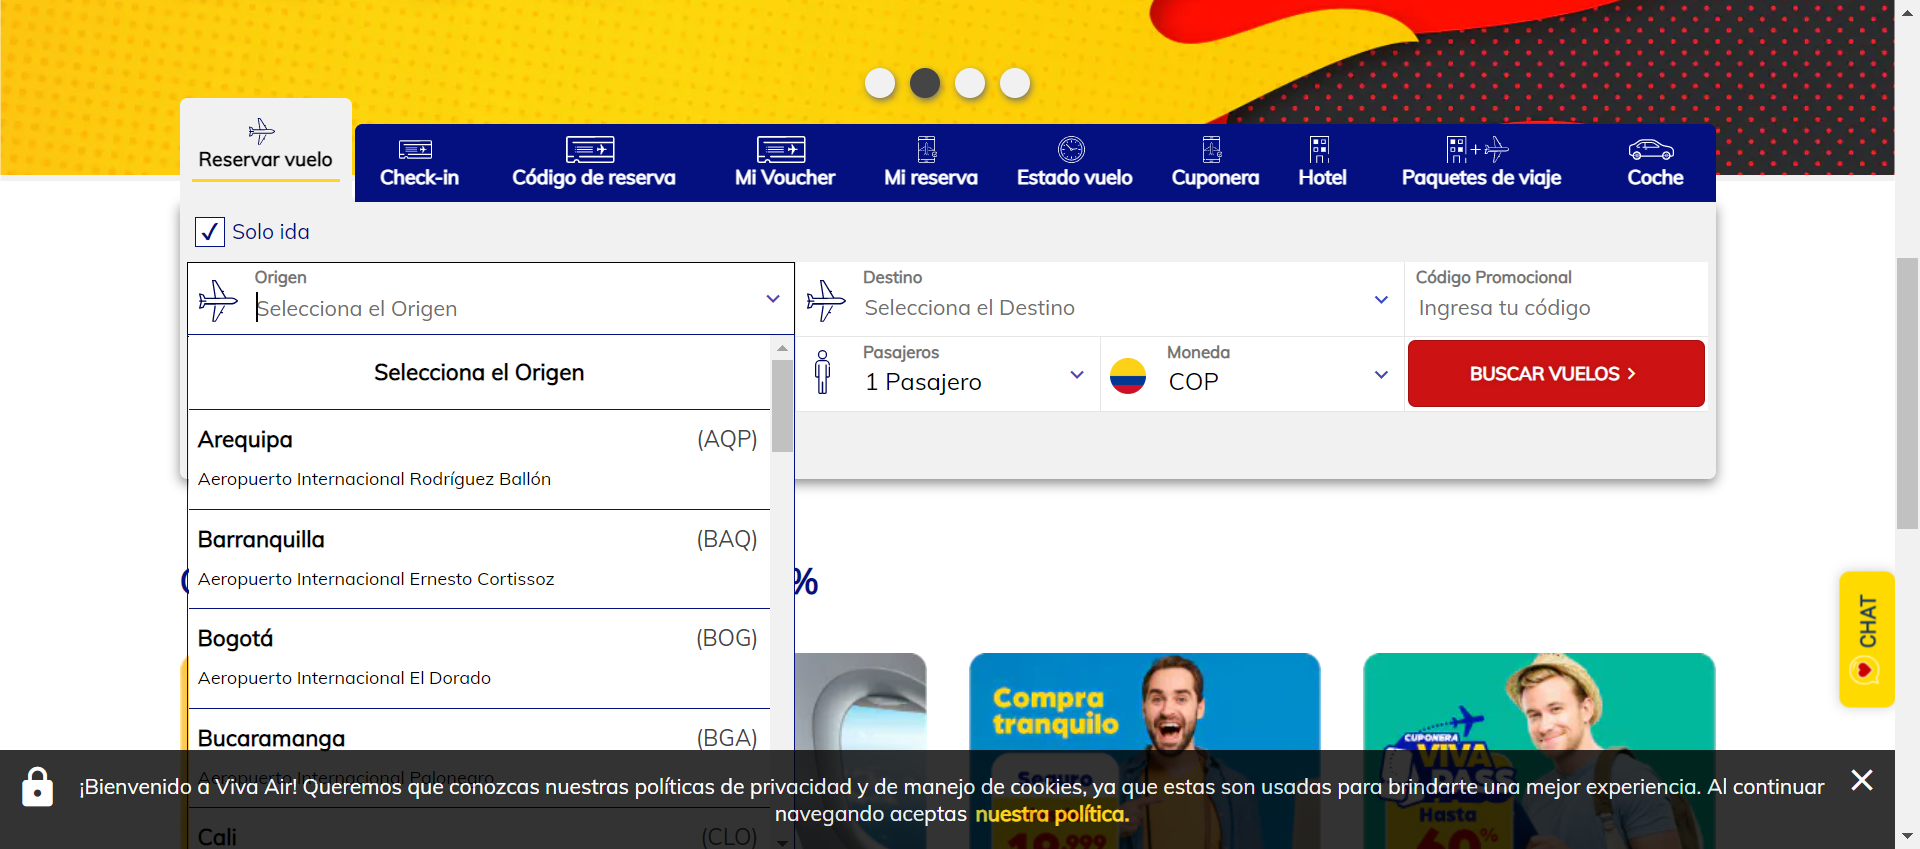 Reservar vuelo
Check-in
Código de reserva
Mi Voucher
Mi reserva
Estado vuelo
Cuponera
Hotel
Paquetes de viaje
Coche
Solo ida
Origen
Selecciona el Origen
Destino
Selecciona el Destino
Código Promocional
Ingresa tu código
Pasajeros
1 Pasajero
Moneda
COP
BUSCAR VUELOS
Selecciona el Origen
Arequipa (AQP)
Aeropuerto Internacional Rodríguez Ballón
Barranquilla (BAQ)
Aeropuerto Internacional Ernesto Cortissoz
Bogotá (BOG)
Aeropuerto Internacional El Dorado
Bucaramanga (BGA)
Aeropuerto Internacional Palonegro
Cali (CLO)
%
Compra
tranquilo
Seguro
19.999
CUPONERA
VIVA
PASS
Hasta
60%
CHAT
¡Bienvenido a Viva Air! Queremos que conozcas nuestras políticas de privacidad y de manejo de cookies, ya que estas son usadas para brindarte una mejor experiencia. Al continuar
navegando aceptas nuestra política.